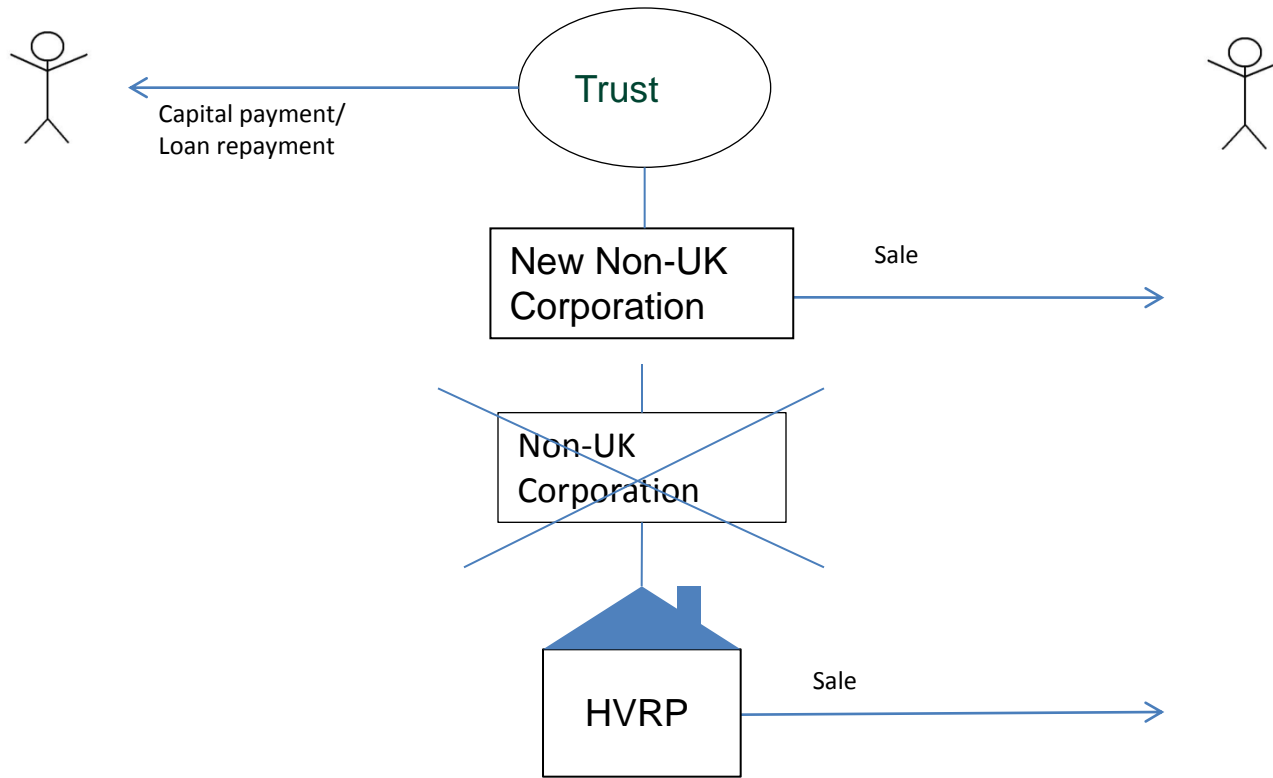 Trust
Capital payment/
Loan repayment
New Non-UK
Corporation
Sale
Non-UK
Corporation
Sale
HVRP